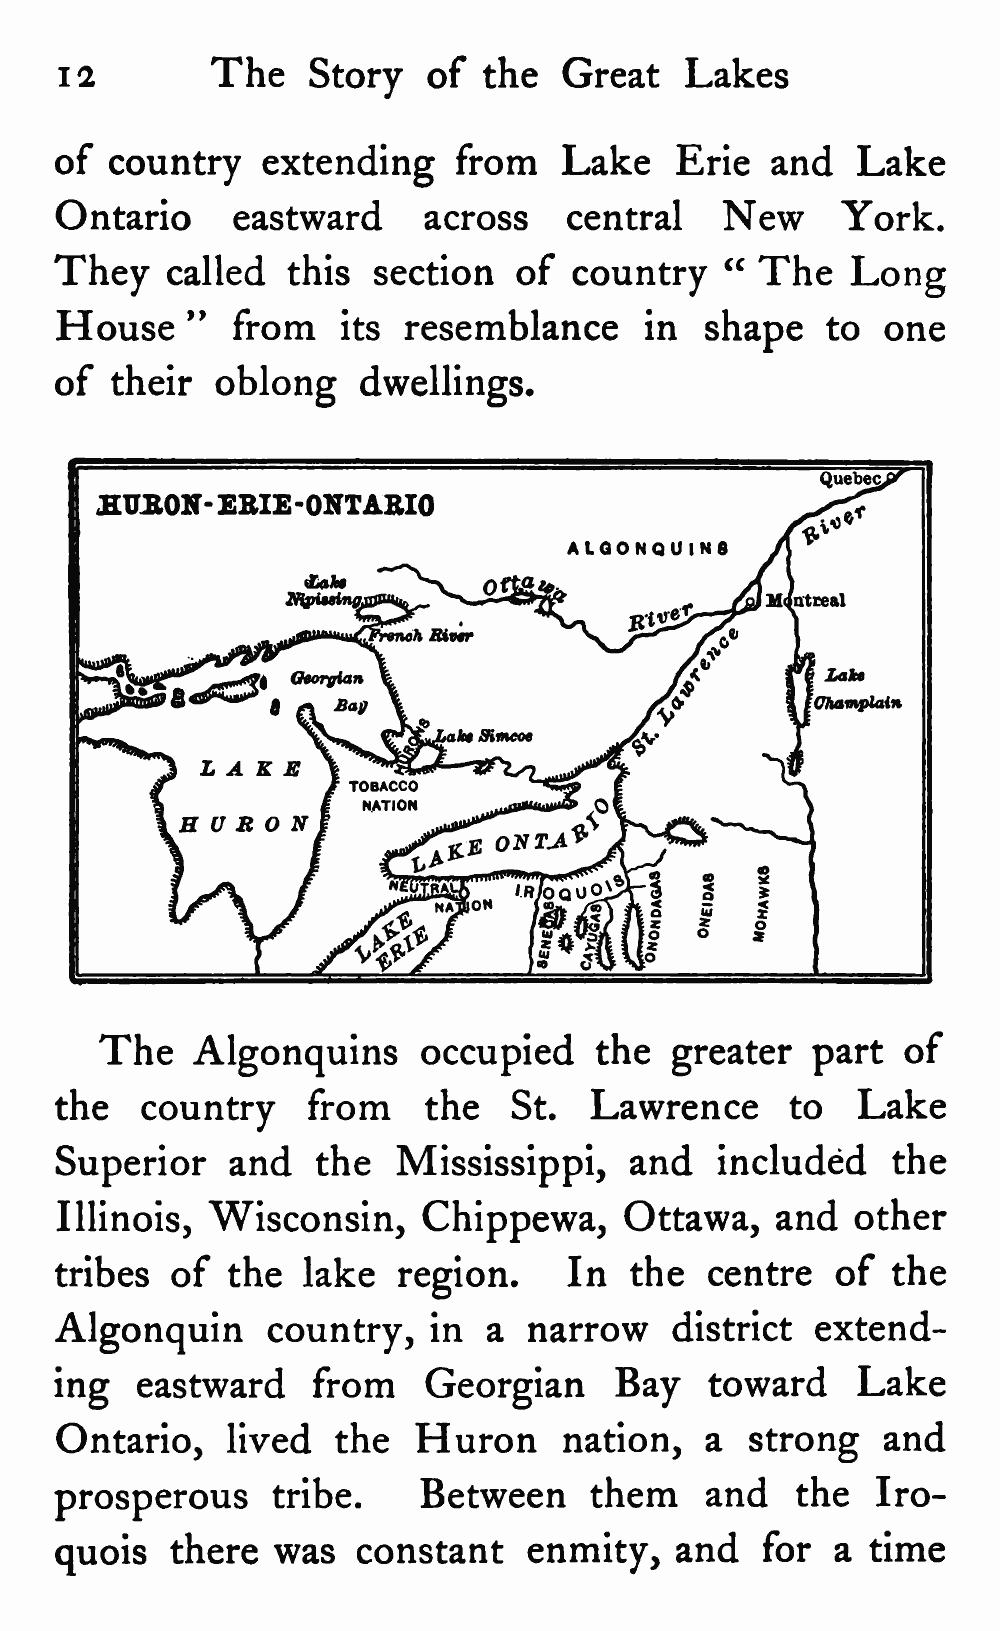 12 The Story of the Great Lakes
of country extending from Lake Erie and Lake
Ontario eastward across central New York.
They called this section of country “ The Long
House ” from its resemblance in shape to one
of their oblong dwellings.
HURON-ERIE-ONTARIO
Quebec
River
ALGONQUINS
Lake
Nipissing
Ottawa
River
Montreal
French River
Georgian
Bay
St. Lawrence
Lake
Champlain
HURONS
Lake Simcoe
LAKE
HURON
TOBACCO
NATION
LAKE ONTARIO
NEUTRAL
NATION
IROQUOIS
LAKE
ERIE
SENECAS
CAYUGAS
ONONDAGAS
ONEIDAS
MOHAWKS
The Algonquins occupied the greater part of
the country from the St. Lawrence to Lake
Superior and the Mississippi, and included the
Illinois, Wisconsin, Chippewa, Ottawa, and other
tribes of the lake region. In the centre of the
Algonquin country, in a narrow district extend-
ing eastward from Georgian Bay toward Lake
Ontario, lived the Huron nation, a strong and
prosperous tribe. Between them and the Iro-
quois there was constant enmity, and for a time